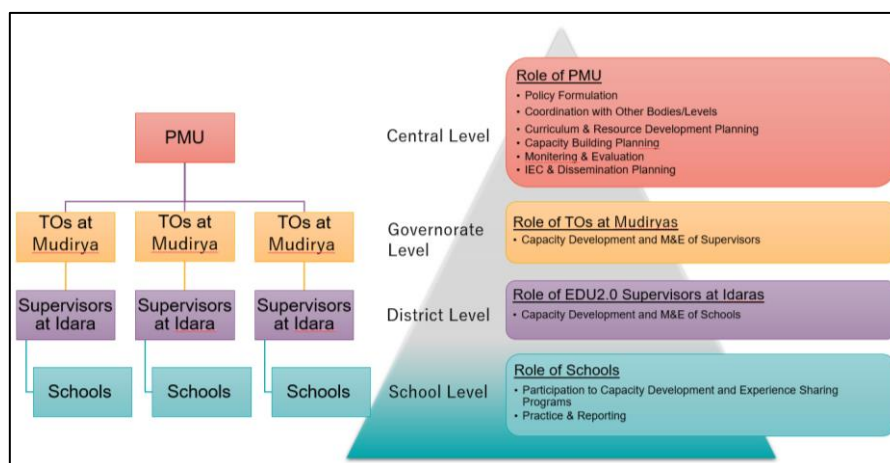 PMU
TOs at
Mudirya
TOs at
Mudirya
TOs at
Mudirya
Supervisors
at Idara
Supervisors
at Idara
Supervisors
at Idara
Schools
Schools
Schools
Central Level
Governorate
Level
District Level
School Level
Role of PMU
• Policy Formulation
• Coordination with Other Bodies/Levels
• Curriculum & Resource Development Planning
• Capacity Building Planning
• Monitering & Evaluation
• IEC & Dissemination Planning
Role of TOs at Mudiryas
• Capacity Development and M&E of Supervisors
Role of EDU2.0 Supervisors at Idaras
• Capacity Development and M&E of Schools
Role of Schools
• Participation to Capacity Development and Experience Sharing
Programs
• Practice & Reporting